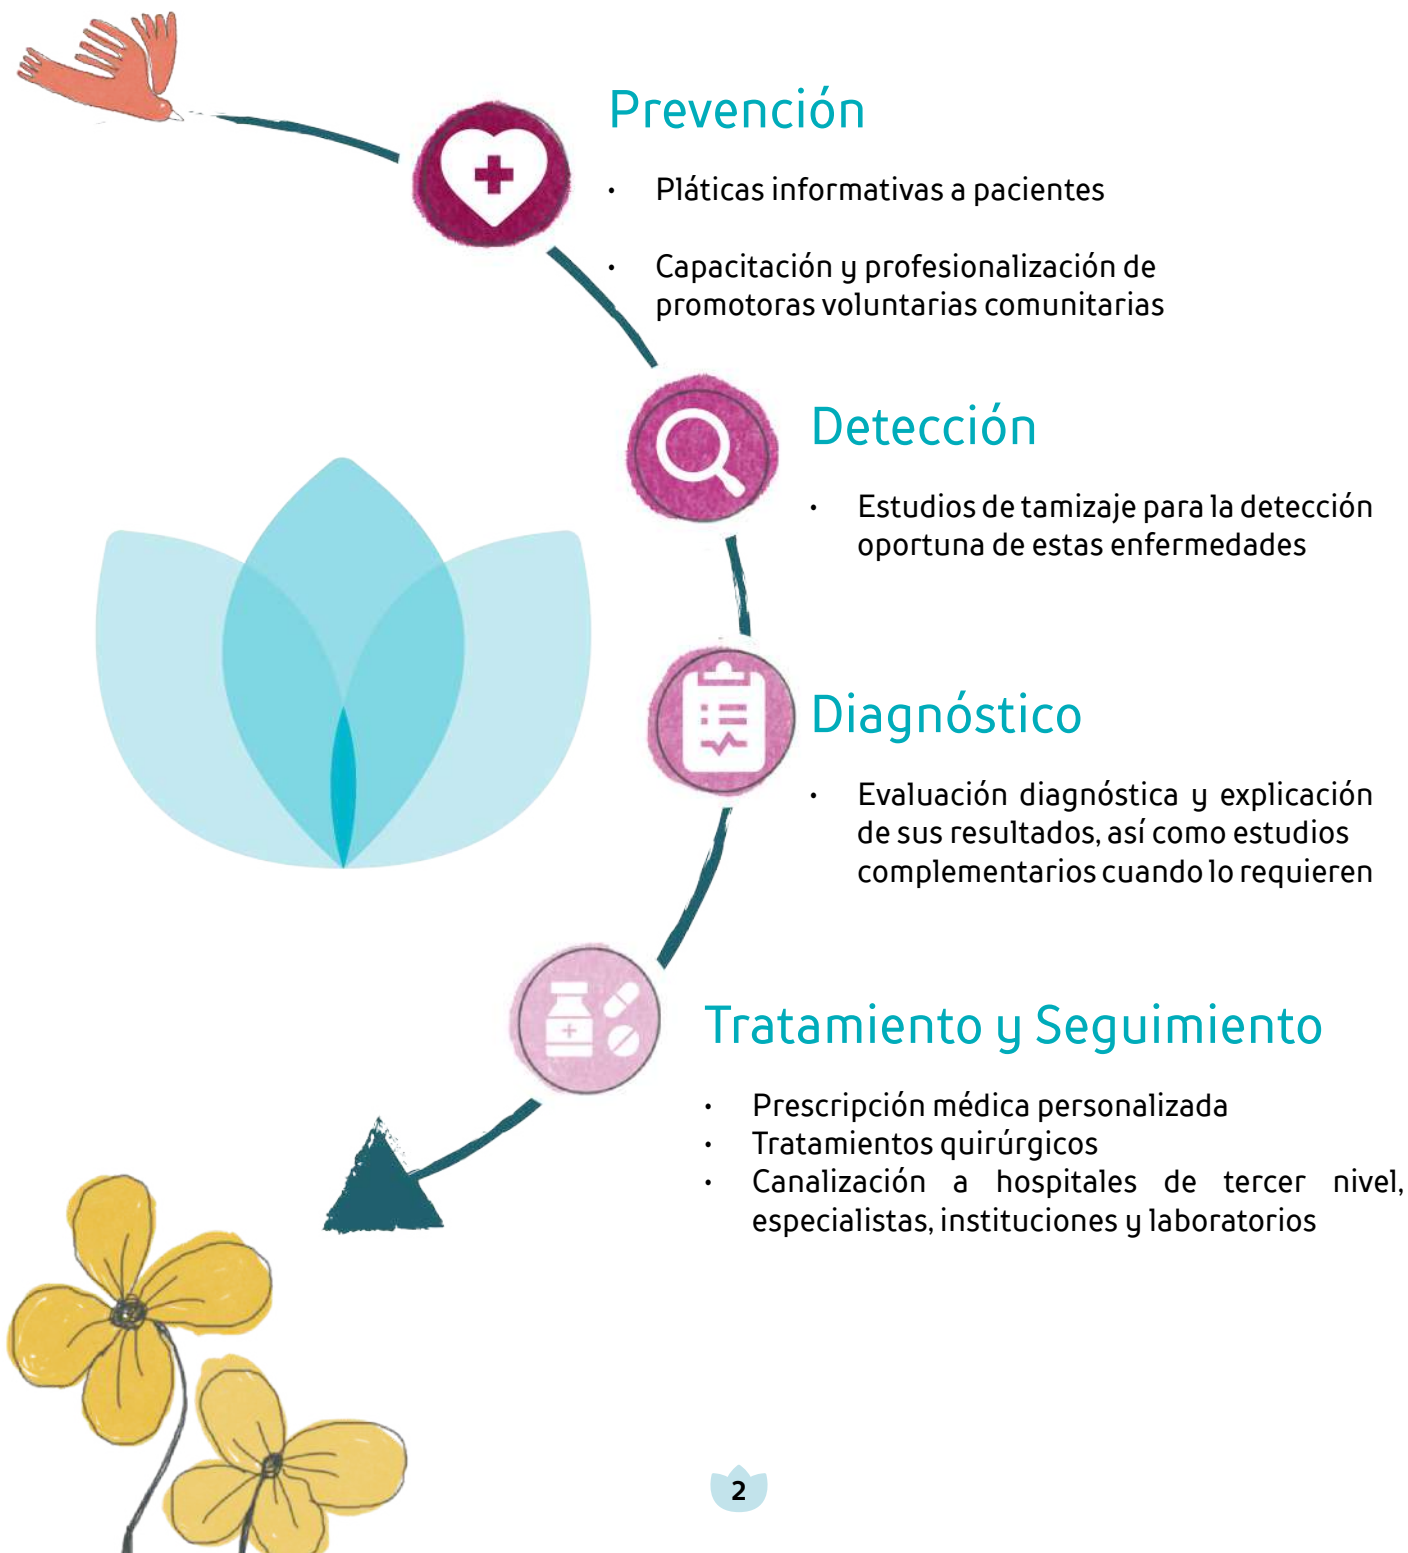 Prevención
• Pláticas informativas a pacientes
• Capacitación y profesionalización de
promotoras voluntarias comunitarias
Detección
• Estudios de tamizaje para la detección
oportuna de estas enfermedades
Diagnóstico
• Evaluación diagnóstica y explicación
de sus resultados, así como estudios
complementarios cuando lo requieren
Tratamiento y Seguimiento
• Prescripción médica personalizada
• Tratamientos quirúrgicos
• Canalización a hospitales de tercer nivel,
especialistas, instituciones y laboratorios
2